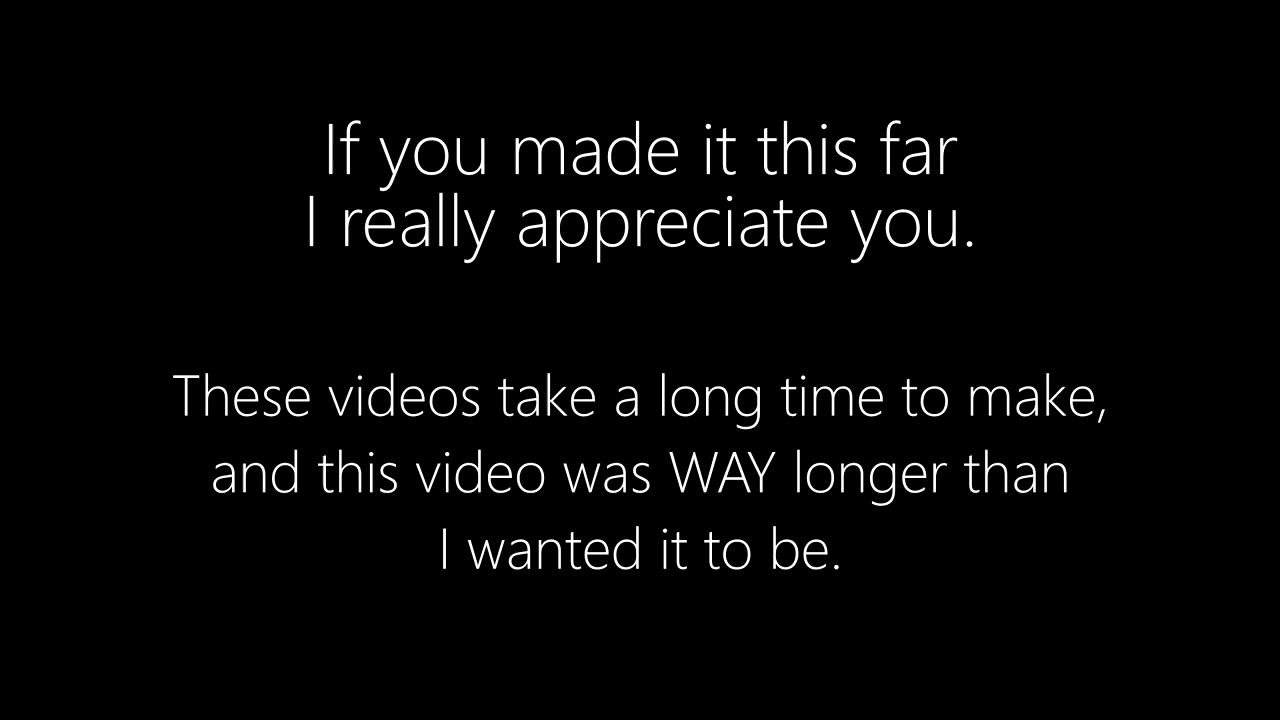 If you made it this far
I really appreciate you.
These videos take a long time to make,
and this video was WAY longer than
I wanted it to be.